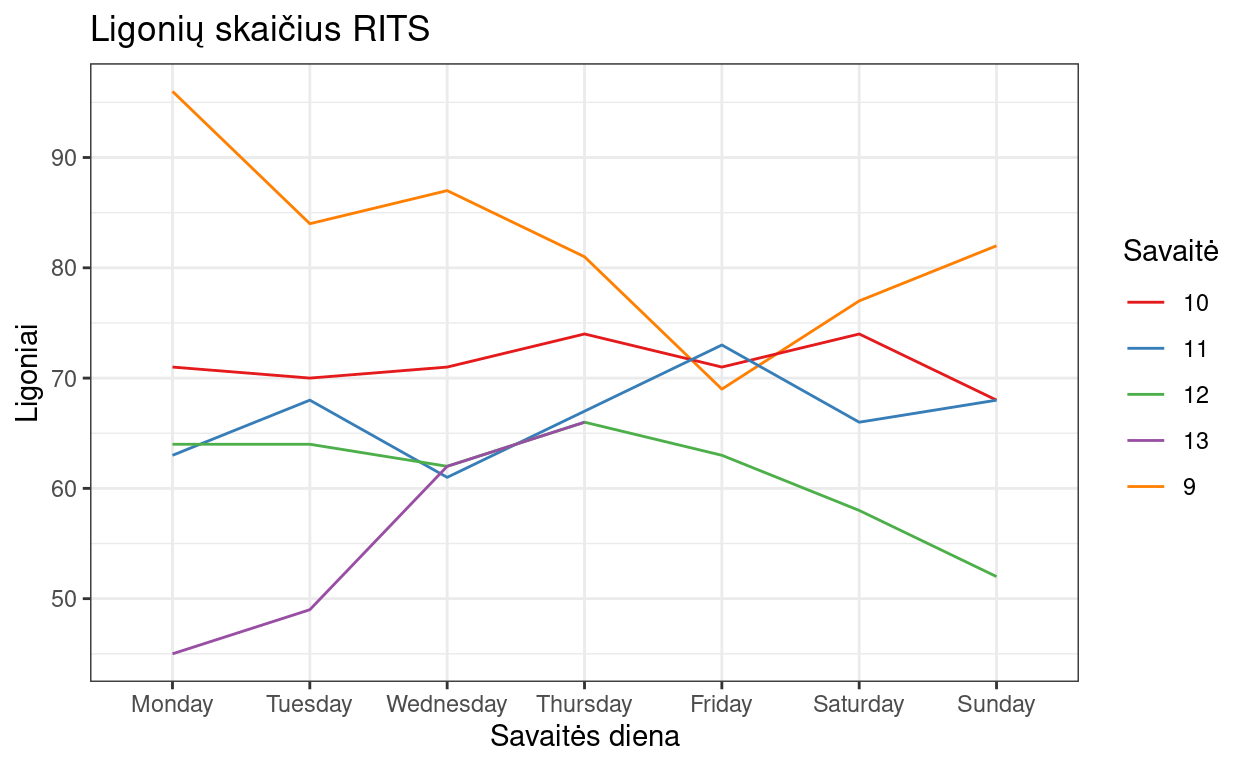 Ligonių skaičius RITS
Ligoniai
90
80
70
60
50
Monday Tuesday Wednesday Thursday Friday Saturday Sunday
Savaitės diena
Savaitė
10
11
12
13
9